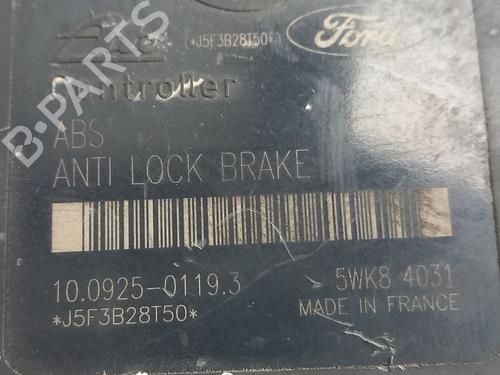 (*J5F3B28T50*)
Ford
Controller
ABS
ANTI LOCK BRAKE
10.0925-0119.3
5WK8 4031
*J5F3B28T50*
MADE IN FRANCE
B-PARTS